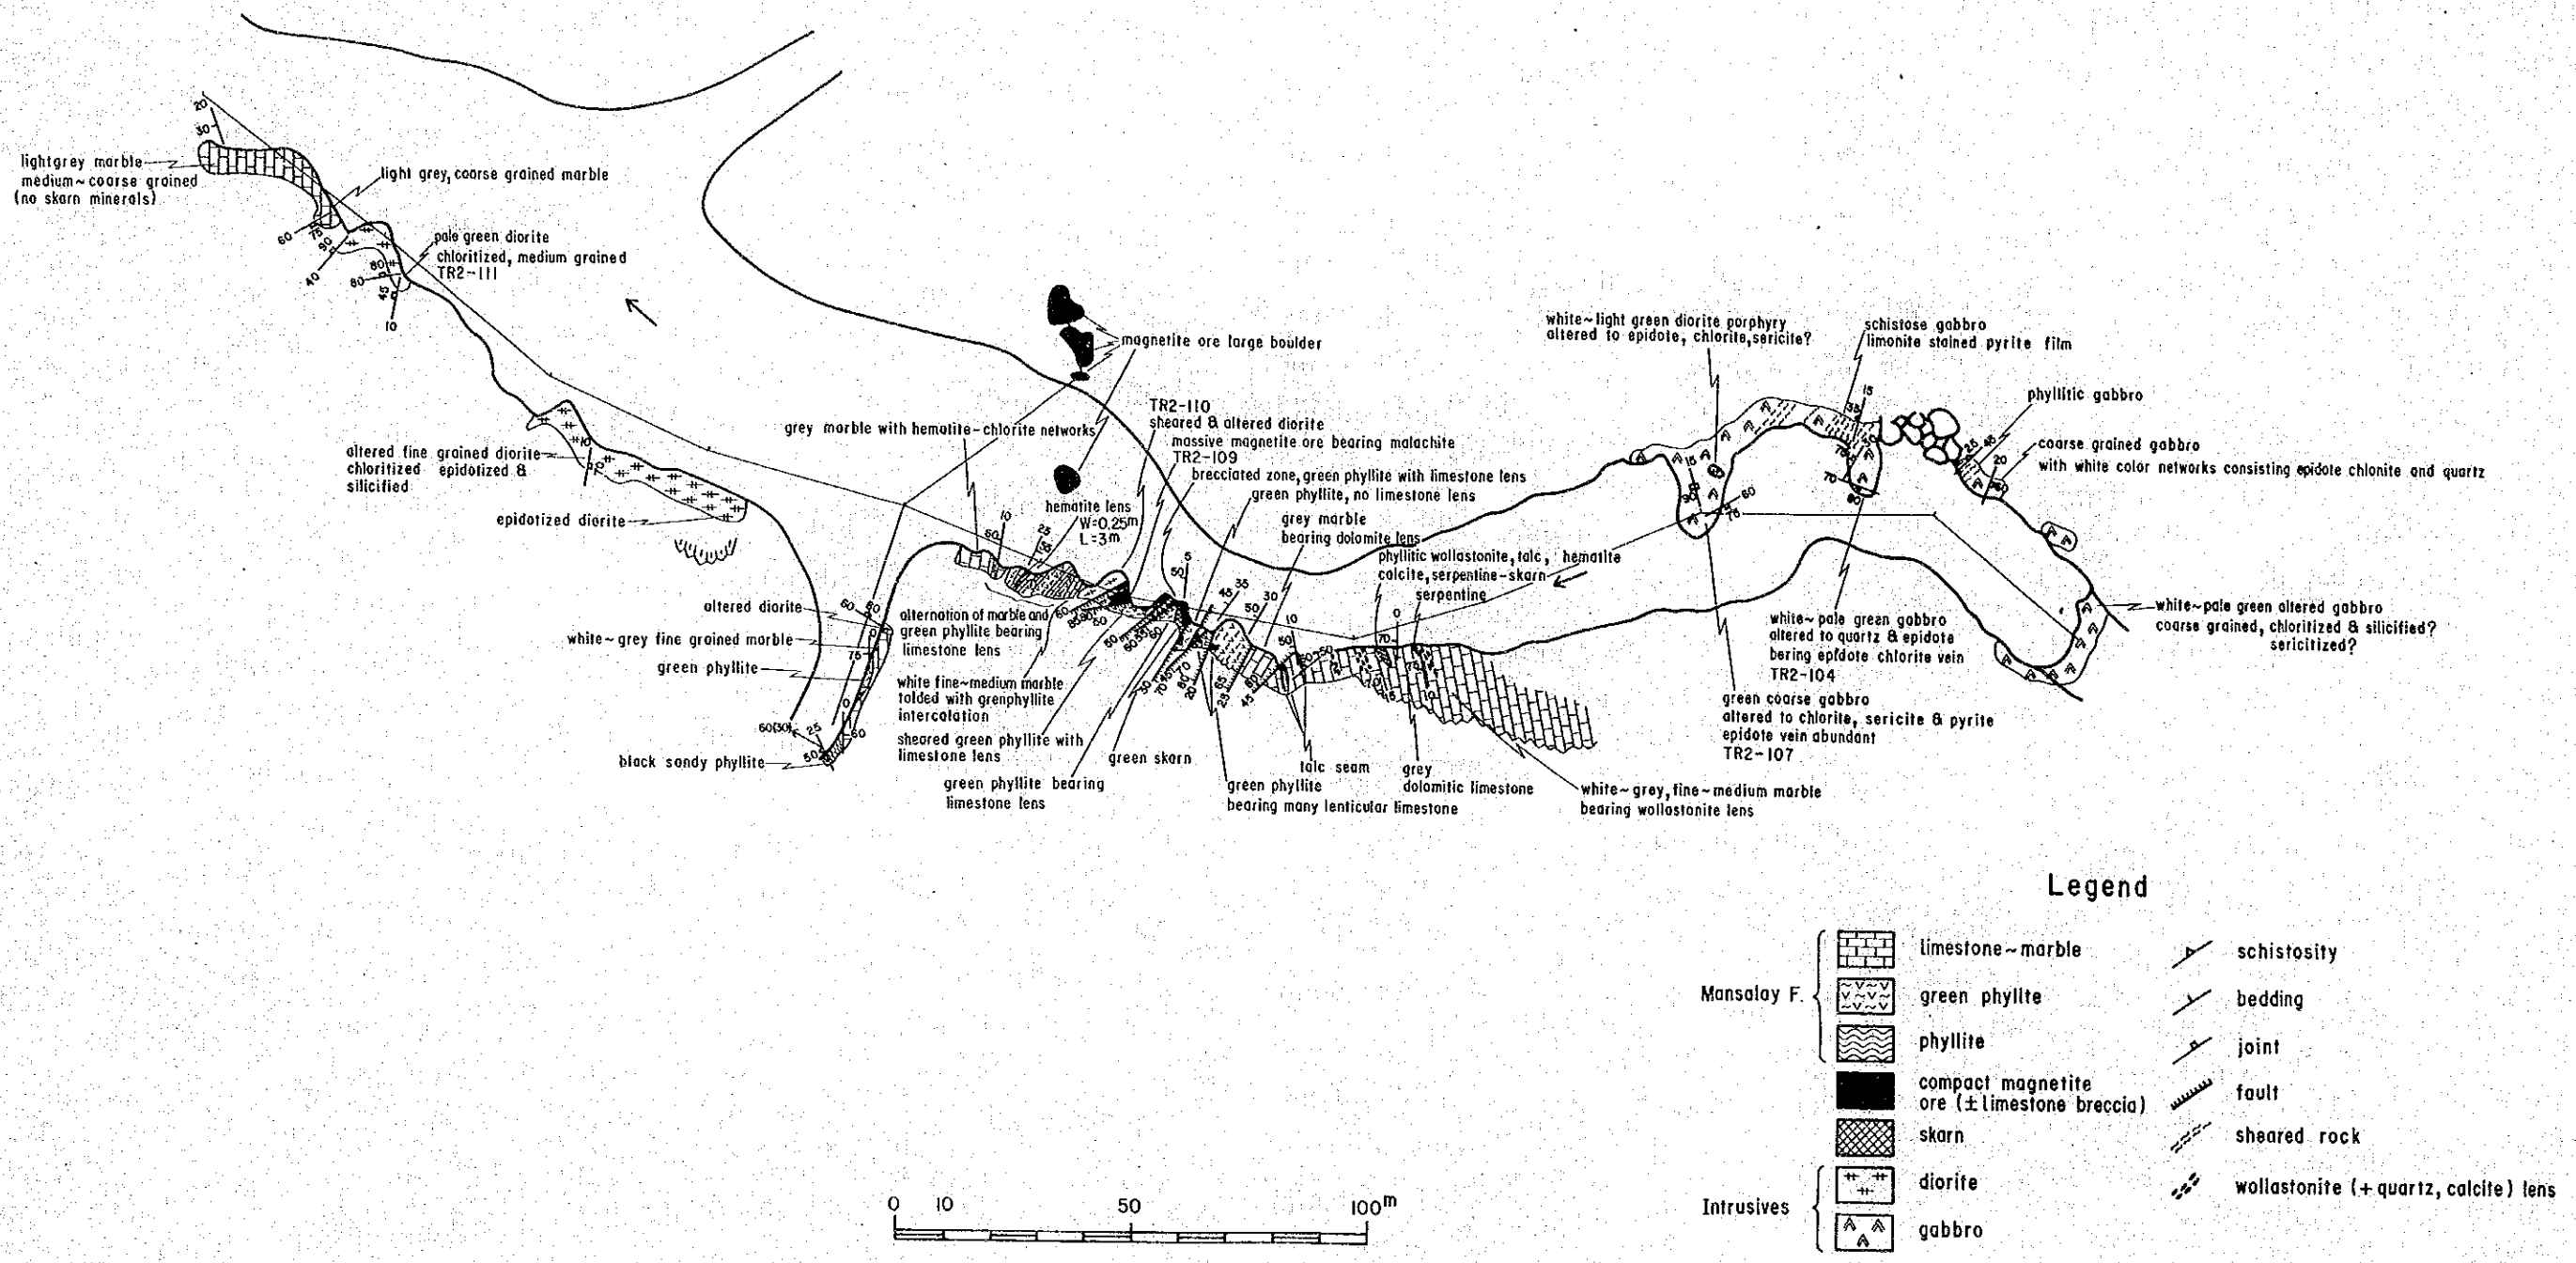 lightgrey marble
medium~coarse grained
(no skarn minerals)
light grey, coarse grained marble
pale green diorite
chloritized, medium grained
TR2-111
magnetite ore large boulder
white~light green diorite porphyry
altered to epidote, chlorite, sericite?
schistose gabbro
limonite stained pyrite film
phyllitic gabbro
coarse grained gabbro
with white color networks consisting epidote chlonite and quartz
TR2-110
sheared & altered diorite
grey marble with hematite-chlorite networks
massive magnetite ore bearing malachite
TR2-109
brecciated zone, green phyllite with limestone lens
green phyllite, no limestone lens
altered fine grained diorite
chloritized epidotized &
silicified
epidotized diorite
hematite lens
W=0.25m
L=3m
grey marble
bearing dolomite lens
phyllitic wollastonite, talc, hematite
calcite, serpentine-skarn
serpentine
altered diorite
white~grey fine grained marble
green phyllite
black sandy phyllite
alternation of marble and
green phyllite bearing
limestone lens
white fine~medium marble
folded with grenphyllite
intercalation
sheared green phyllite with
limestone lens
green phyllite bearing
limestone lens
green skarn
green phyllite
bearing many lenticular limestone
talc seam
grey
dolomitic limestone
white~grey, fine~medium marble
bearing wollastonite lens
white~pale green gabbro
altered to quartz & epidote
bering epidote chlorite vein
TR2-104
green coarse gabbro
altered to chlorite, sericite & pyrite
epidote vein abundant
TR2-107
white~pale green altered gabbro
coarse grained, chloritized & silicified?
sericitized?
Legend
Mansalay F.
limestone~marble
green phylite
phyllite
compact magnetite
ore (±limestone breccia)
skarn
Intrusives
diorite
gabbro
schistosity
bedding
joint
fault
sheared rock
wollastonite (+quartz, calcite) lens
0 10 50 100m